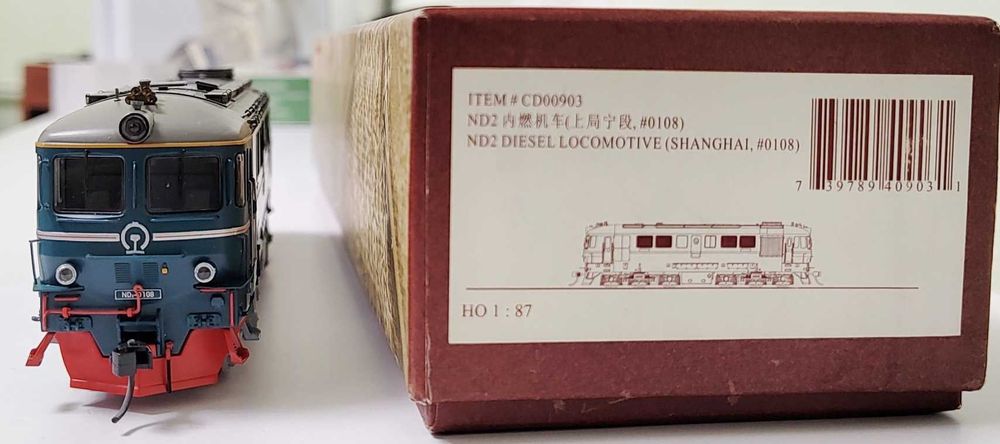 ND2 0108
ITEM # CD00903
ND2 内燃机车(上局宁段, #0108)
ND2 DIESEL LOCOMOTIVE (SHANGHAI, #0108)
7 39789 40903 1
HO 1 : 87